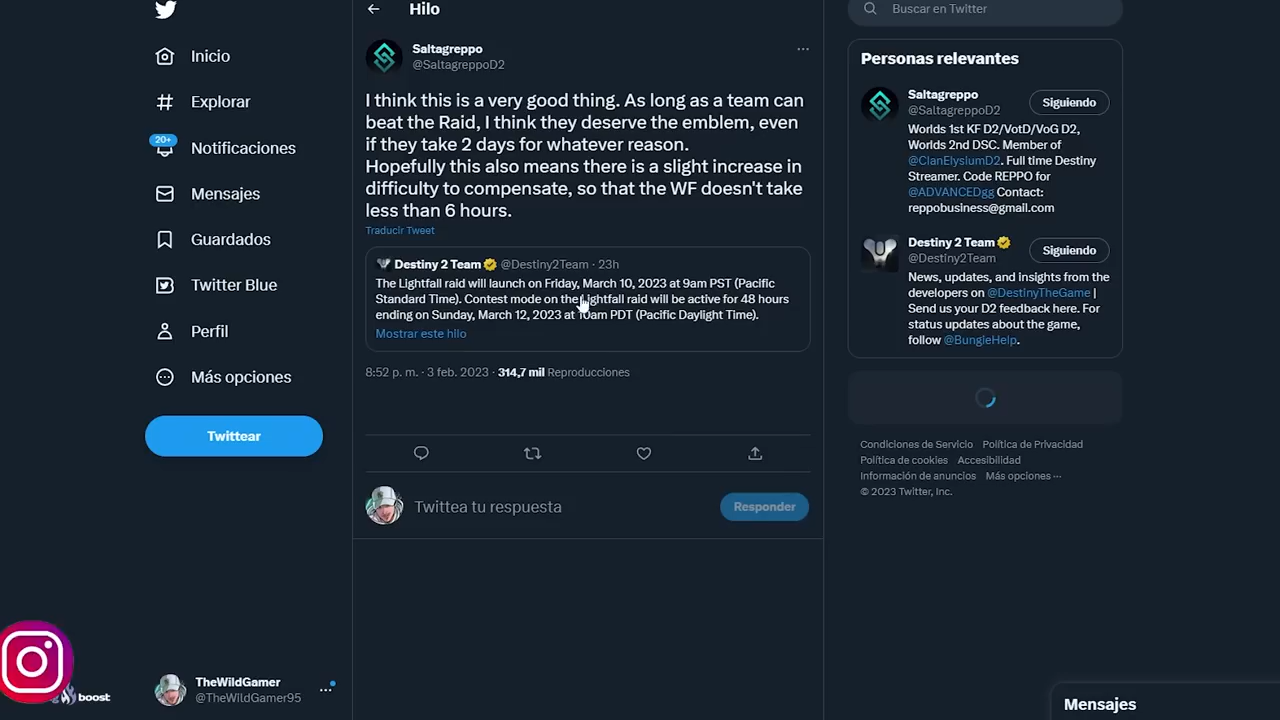 Hilo
Buscar en Twitter
Inicio
Explorar
20+
Notificaciones
Mensajes
Guardados
Twitter Blue
Perfil
Más opciones
Twittear
Saltagreppo
@SaltagreppoD2
I think this is a very good thing. As long as a team can
beat the Raid, I think they deserve the emblem, even
if they take 2 days for whatever reason.
Hopefully this also means there is a slight increase in
difficulty to compensate, so that the WF doesn't take
less than 6 hours.
Traducir Tweet
Destiny 2 Team @Destiny2Team · 23h
The Lightfall raid will launch on Friday, March 10, 2023 at 9am PST (Pacific
Standard Time). Contest mode on the Lightfall raid will be active for 48 hours
ending on Sunday, March 12, 2023 at 10am PDT (Pacific Daylight Time).
Mostrar este hilo
8:52 p. m. · 3 feb. 2023 · 314,7 mil Reproducciones
Twittea tu respuesta
Responder
Personas relevantes
Saltagreppo
@SaltagreppoD2
Siguiendo
Worlds 1st KF D2/VotD/VoG D2,
Worlds 2nd DSC. Member of
@ClanElysiumD2. Full time Destiny
Streamer. Code REPPO for
@ADVANCEDgg Contact:
reppobusiness@gmail.com
Destiny 2 Team
@Destiny2Team
Siguiendo
News, updates, and insights from the
developers on @DestinyTheGame |
Send us your D2 feedback here. For
status updates about the game,
follow @BungieHelp.
Condiciones de Servicio Política de Privacidad
Política de cookies Accesibilidad
Información de anuncios Más opciones ···
© 2023 Twitter, Inc.
boost
TheWildGamer
@TheWildGamer95
Mensajes